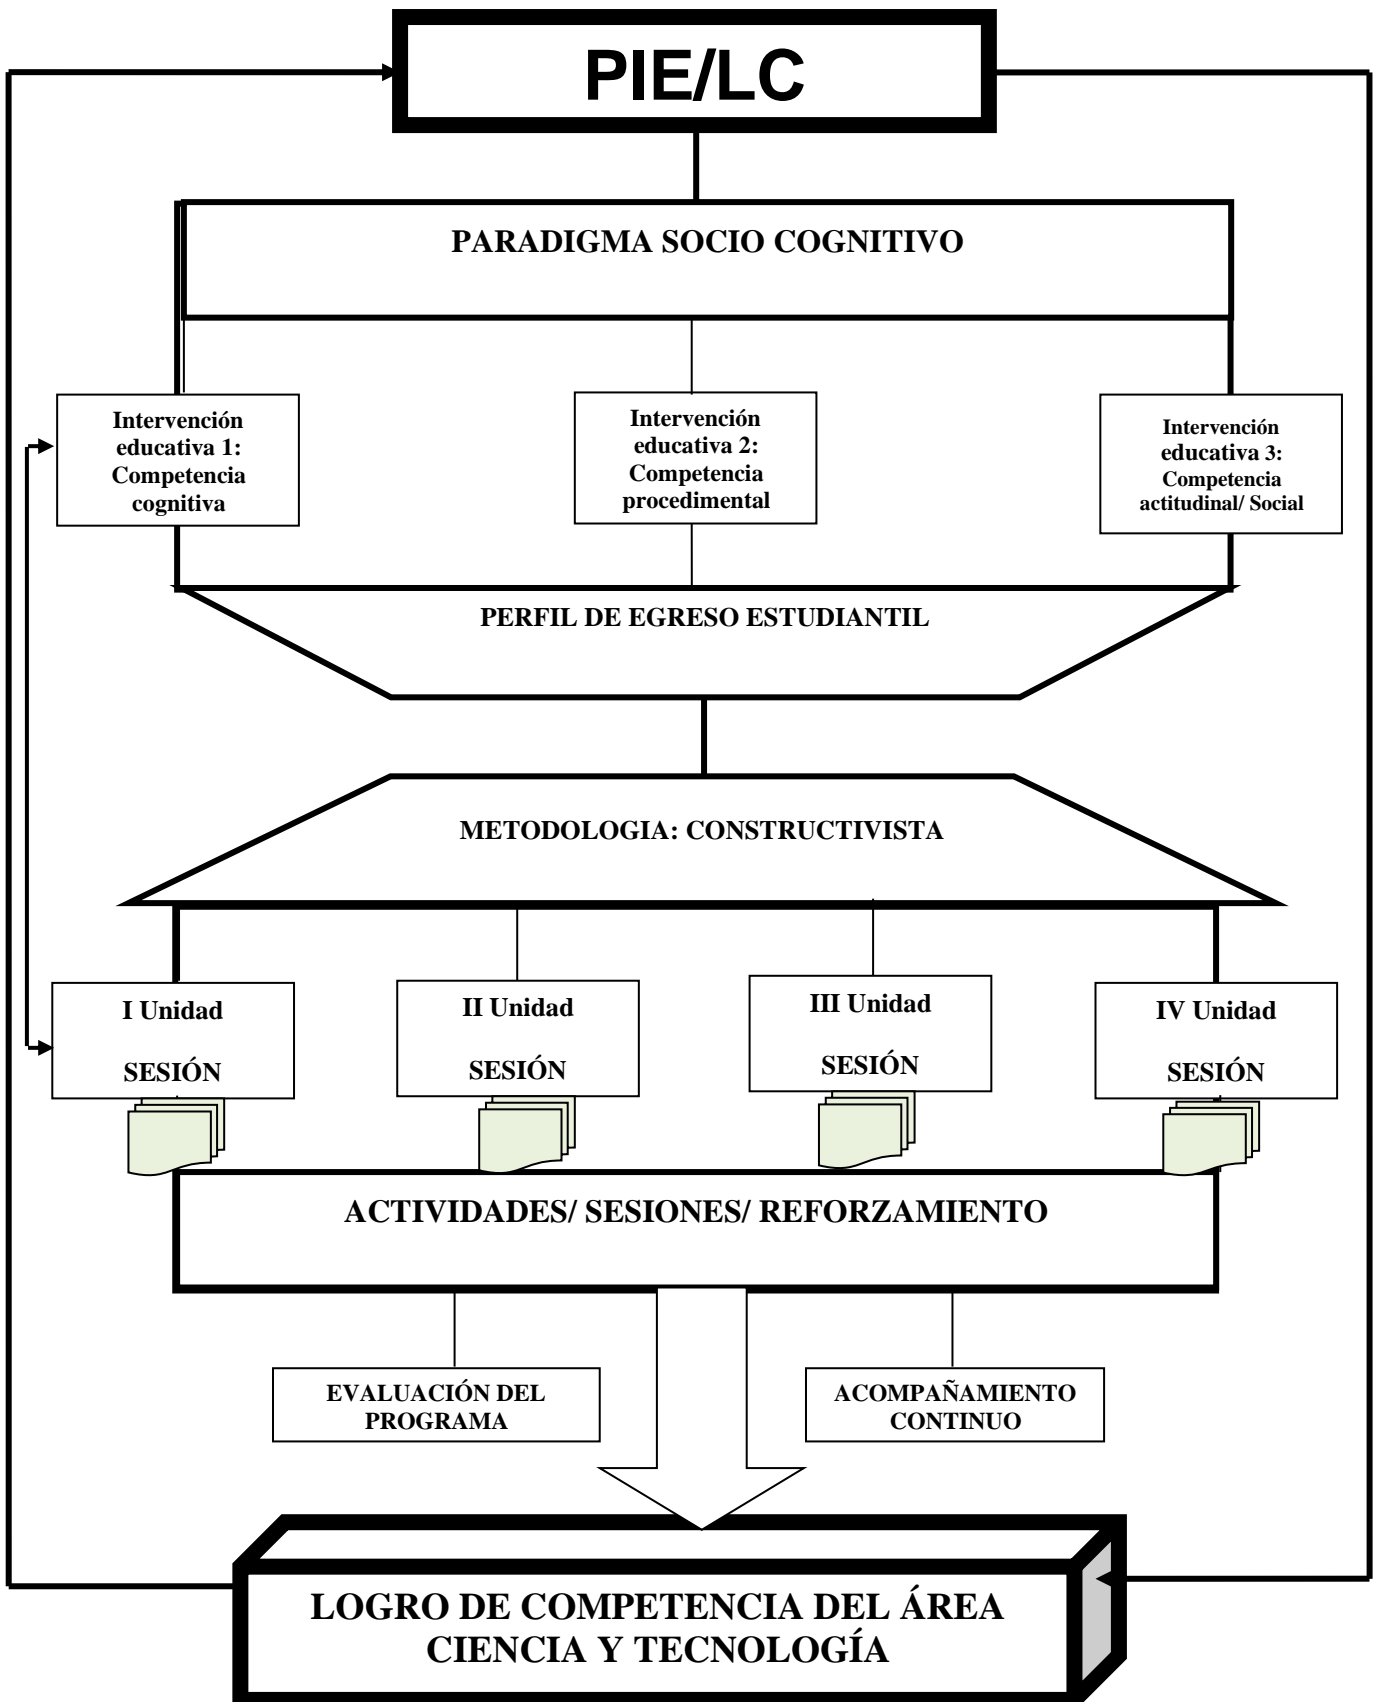 PIE/LC
PARADIGMA SOCIO COGNITIVO
Intervención
educativa 1:
Competencia
cognitiva
Intervención
educativa 2:
Competencia
procedimental
Intervención
educativa 3:
Competencia
actitudinal/ Social
PERFIL DE EGRESO ESTUDIANTIL
METODOLOGIA: CONSTRUCTIVISTA
I Unidad
SESIÓN
II Unidad
SESIÓN
III Unidad
SESIÓN
IV Unidad
SESIÓN
ACTIVIDADES/ SESIONES/ REFORZAMIENTO
EVALUACIÓN DEL
PROGRAMA
ACOMPAÑAMIENTO
CONTINUO
LOGRO DE COMPETENCIA DEL ÁREA
CIENCIA Y TECNOLOGÍA